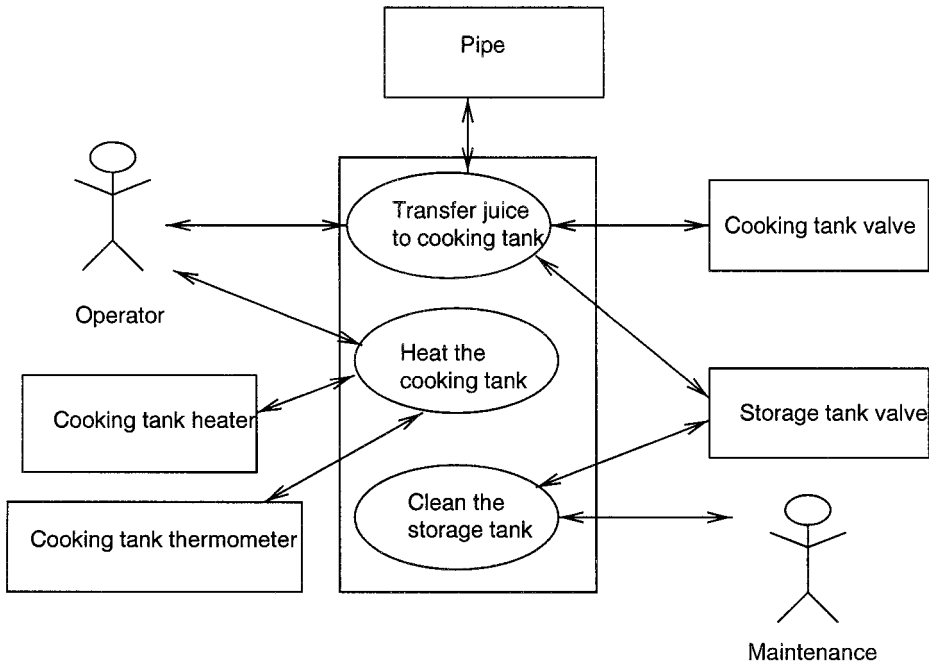 Pipe
Transfer juice
to cooking tank
Cooking tank valve
Operator
Heat the
cooking tank
Cooking tank heater
Storage tank valve
Clean the
storage tank
Cooking tank thermometer
Maintenance